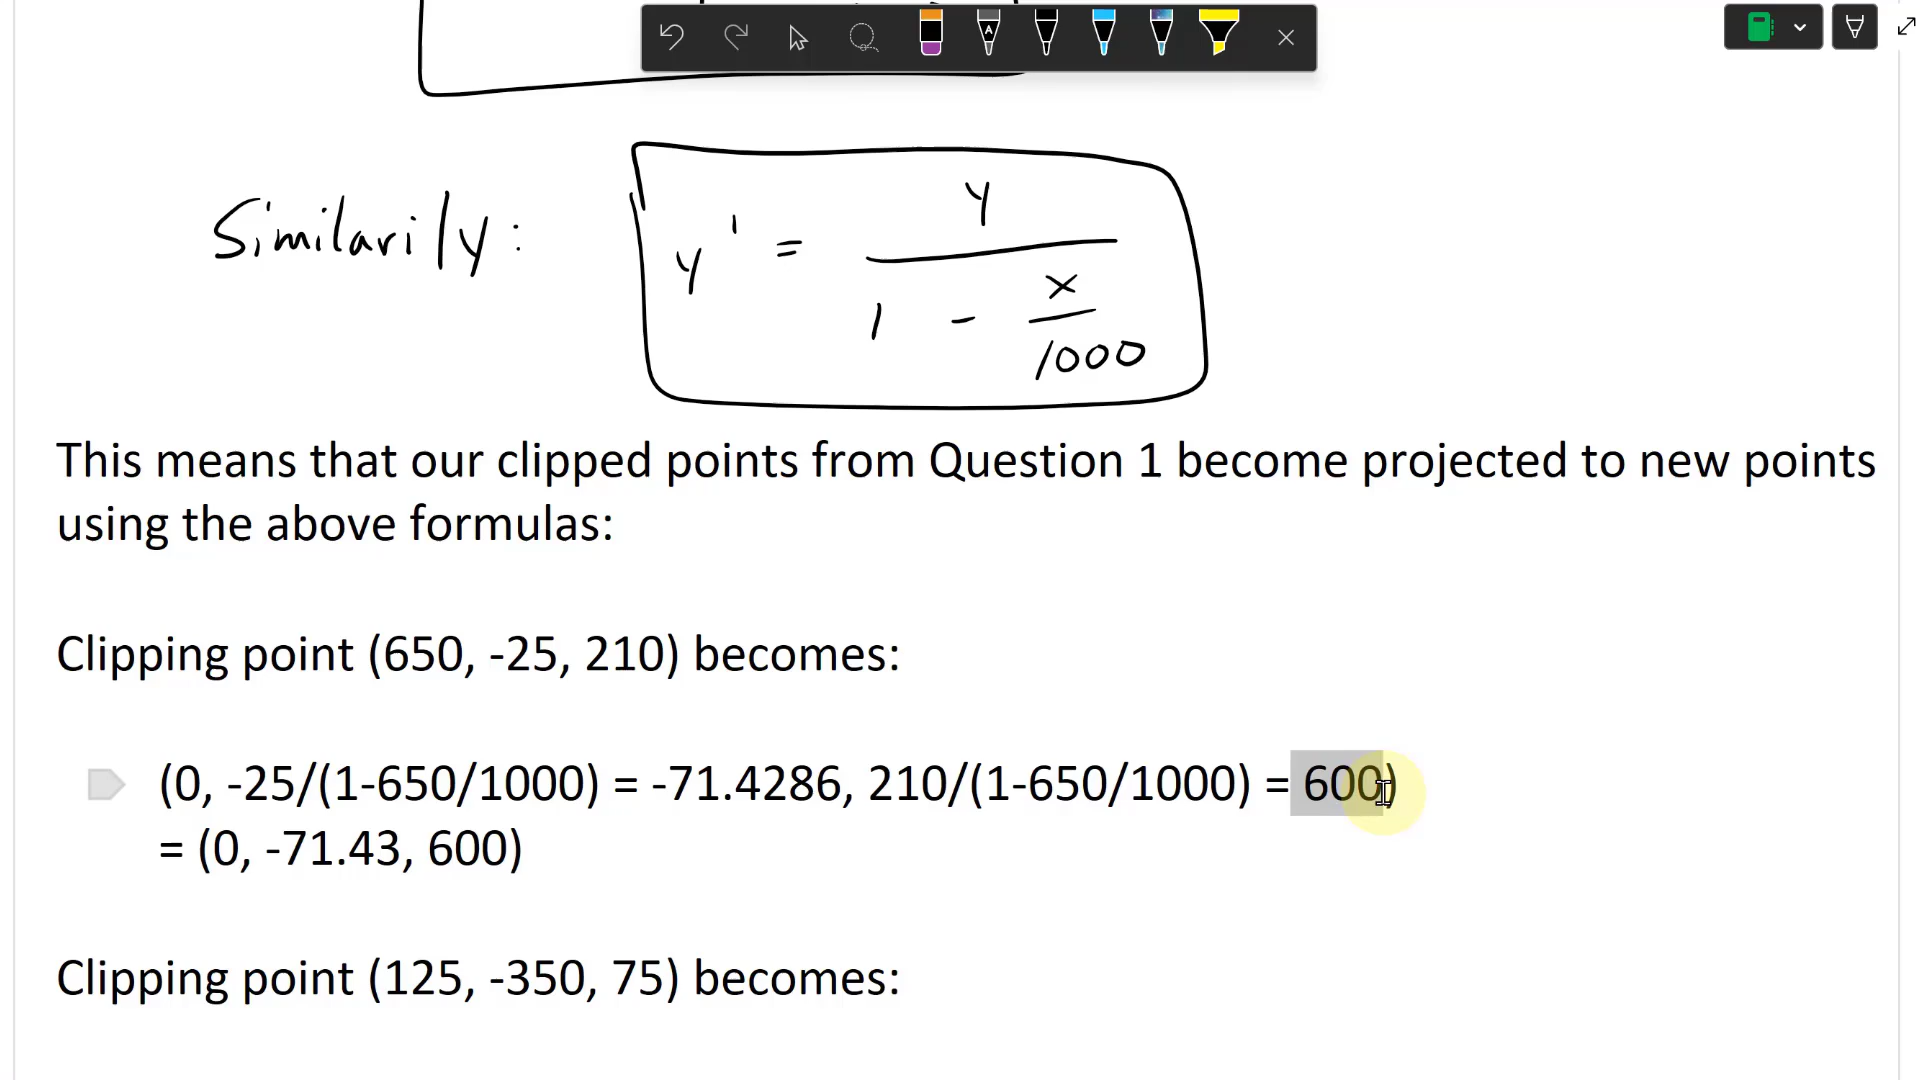 Similarily: y' = y / (1 - x/1000)
This means that our clipped points from Question 1 become projected to new points
using the above formulas:
Clipping point (650, -25, 210) becomes:
(0, -25/(1-650/1000) = -71.4286, 210/(1-650/1000) = 600)
= (0, -71.43, 600)
Clipping point (125, -350, 75) becomes: